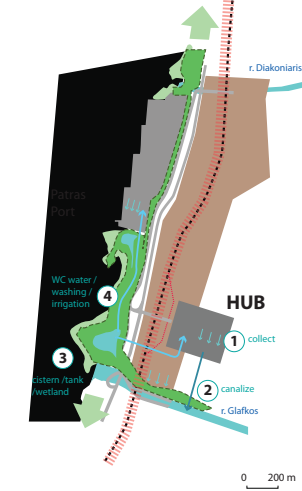 r. Diakoniaris
Patras
Port
WC water /
washing /
irrigation
4
HUB
1
collect
3
cistern /tank
/wetland
2
canalize
r. Glafkos
0 200 m